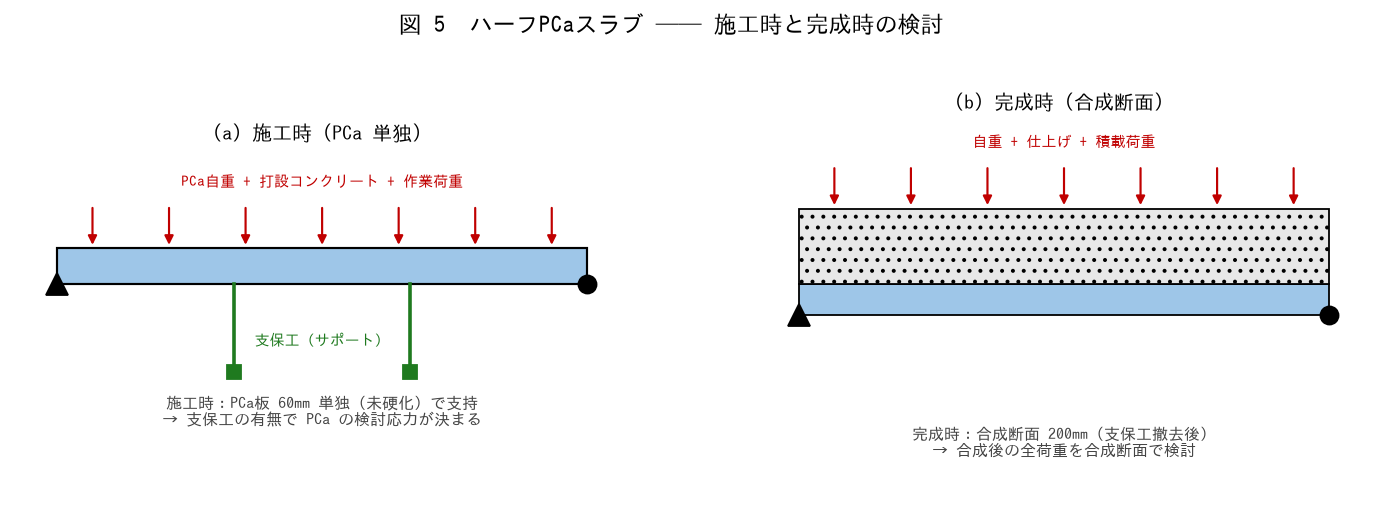 図 5　ハーフPCaスラブ ―― 施工時と完成時の検討
(a) 施工時 (PCa 単独)
PCa自重 + 打設コンクリート + 作業荷重
支保工 (サポート)
施工時：PCa板 60mm 単独 (未硬化) で支持
→ 支保工の有無で PCa の検討応力が決まる
(b) 完成時 (合成断面)
自重 + 仕上げ + 積載荷重
完成時：合成断面 200mm (支保工撤去後)
→ 合成後の全荷重を合成断面で検討